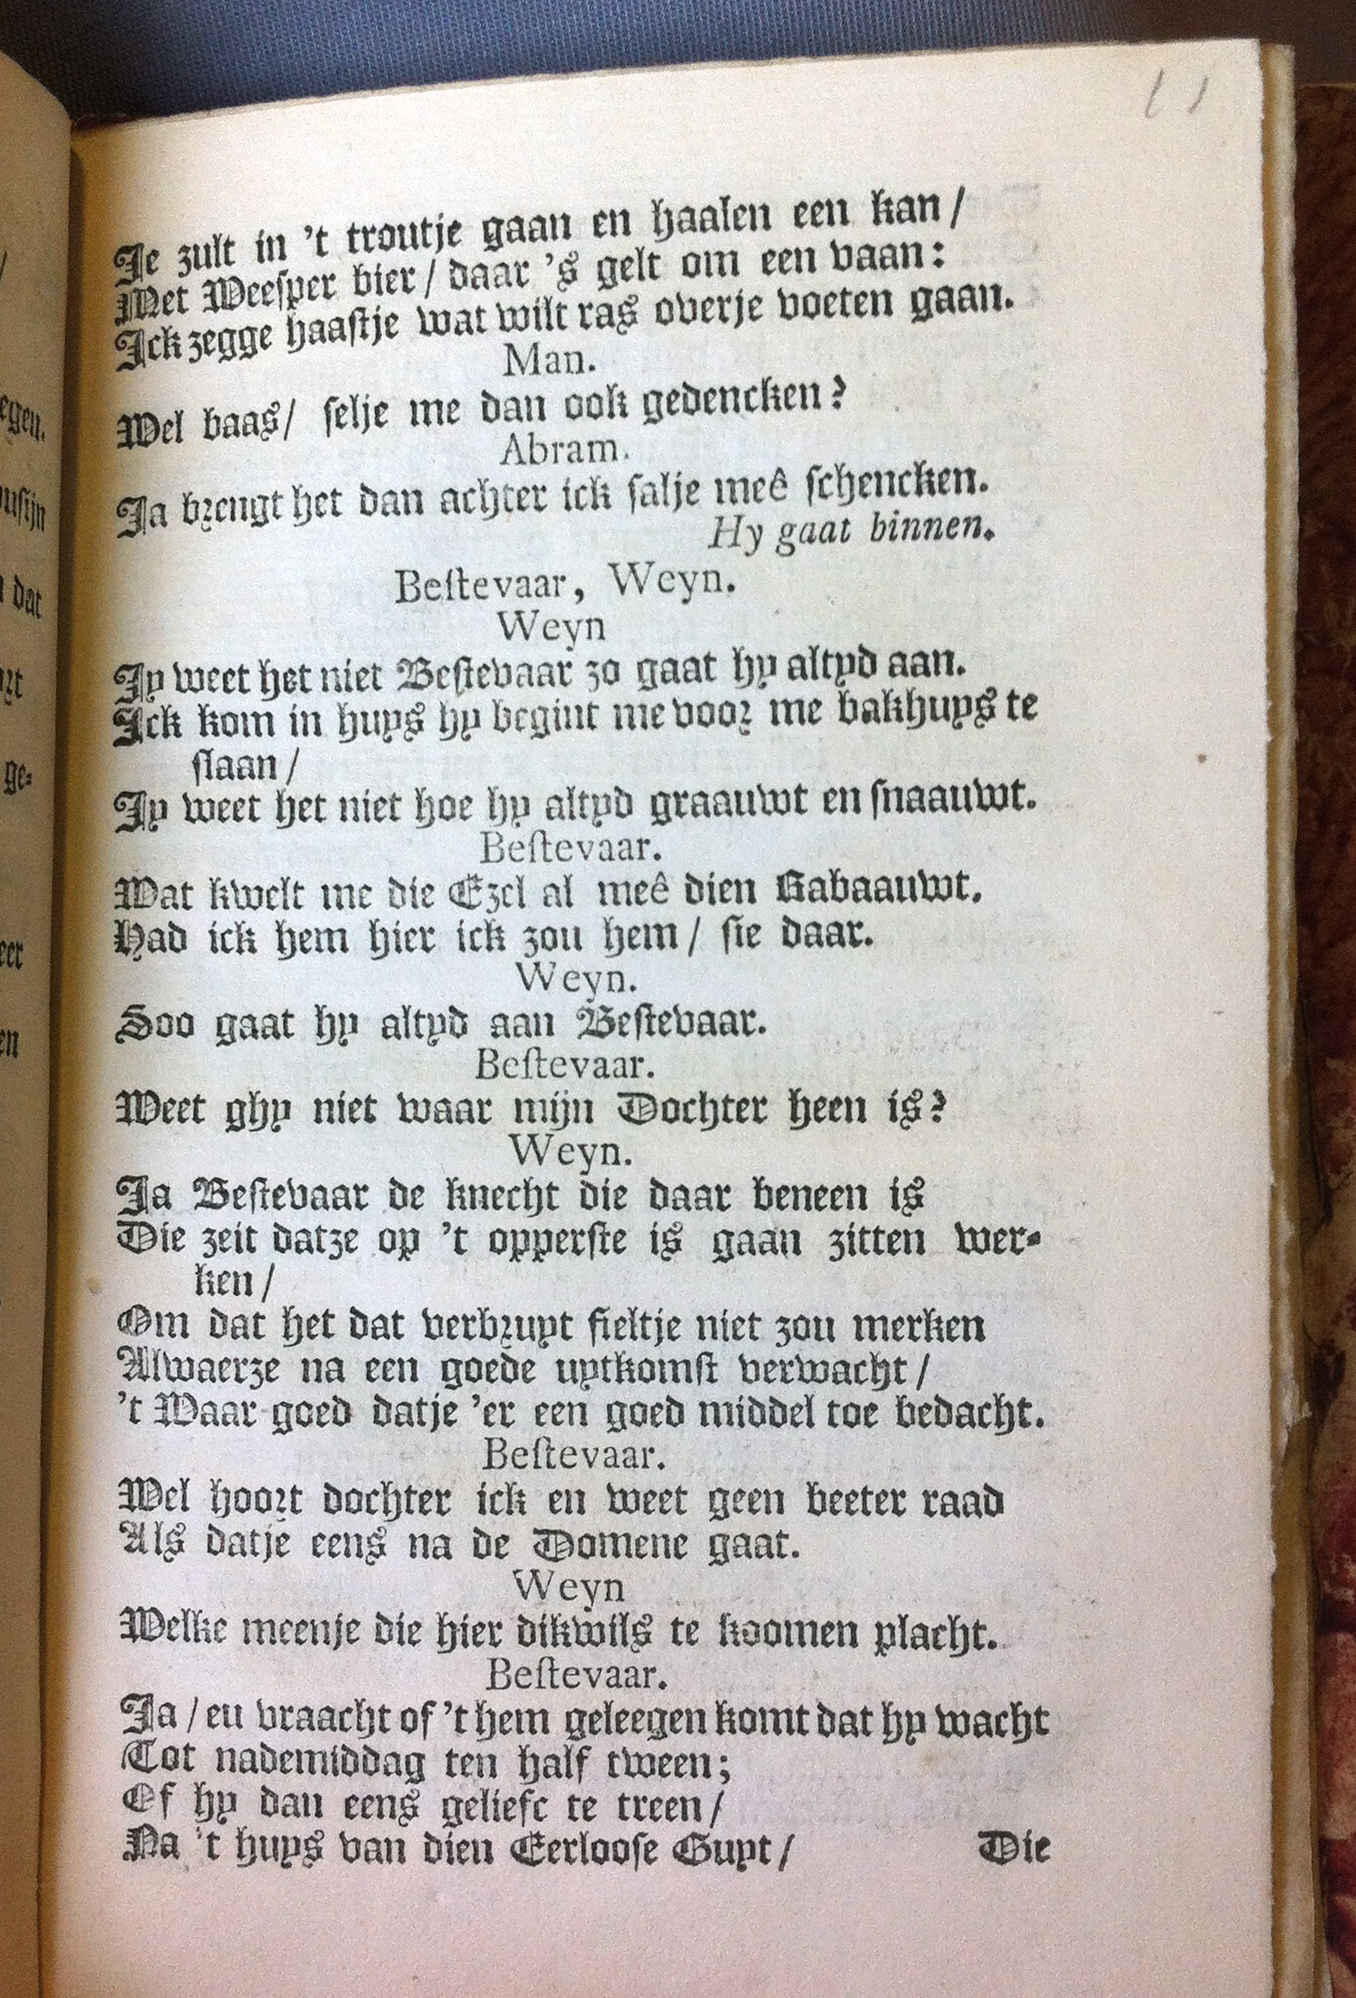 11
Je zult in 't troutje gaan en haalen een kan /
Met Weesper bier / daar 's gelt om een vaan:
Ick zegge haastje wat wilt ras overje voeten gaan.
Man.
Wel baas / selje me dan ook gedencken?
Abram.
Ja brengt het dan achter ick salje meê schencken.
Hy gaat binnen.
Bestevaar, Weyn.
Weyn
Jy weet het niet Bestevaar zo gaat hy altyd aan.
Ick kom in huys hy begint me voor me bakhuys te
slaan /
Jy weet het niet hoe hy altyd graauwt en snaauwt.
Bestevaar.
Wat kwelt me die Ezel al meê dien Rabaauwt.
Had ick hem hier ick zou hem / sie daar.
Weyn.
Soo gaat hy altyd aan Bestevaar.
Bestevaar.
Weet ghy niet waar mijn Dochter heen is?
Weyn.
Ja Bestevaar de knecht die daar beneen is
Die zeit datze op 't opperste is gaan zitten wer-
ken /
Om dat het dat verbruyt fieltje niet zou merken
Alwaerze na een goede uytkomst verwacht /
't Waar goed datje 'er een goed middel toe bedacht.
Bestevaar.
Wel hoort dochter ick en weet geen beeter raad
Als datje eens na de Domene gaat.
Weyn
Welke meenje die hier dikwils te koomen placht.
Bestevaar.
Ja / en vraacht of 't hem geleegen komt dat hy wacht
Tot nademiddag ten half tween;
Of hy dan eens geliefc te treen /
Na 't huys van dien Eerloose Guyt /
Die
egen.
dat
ge-
eer
en